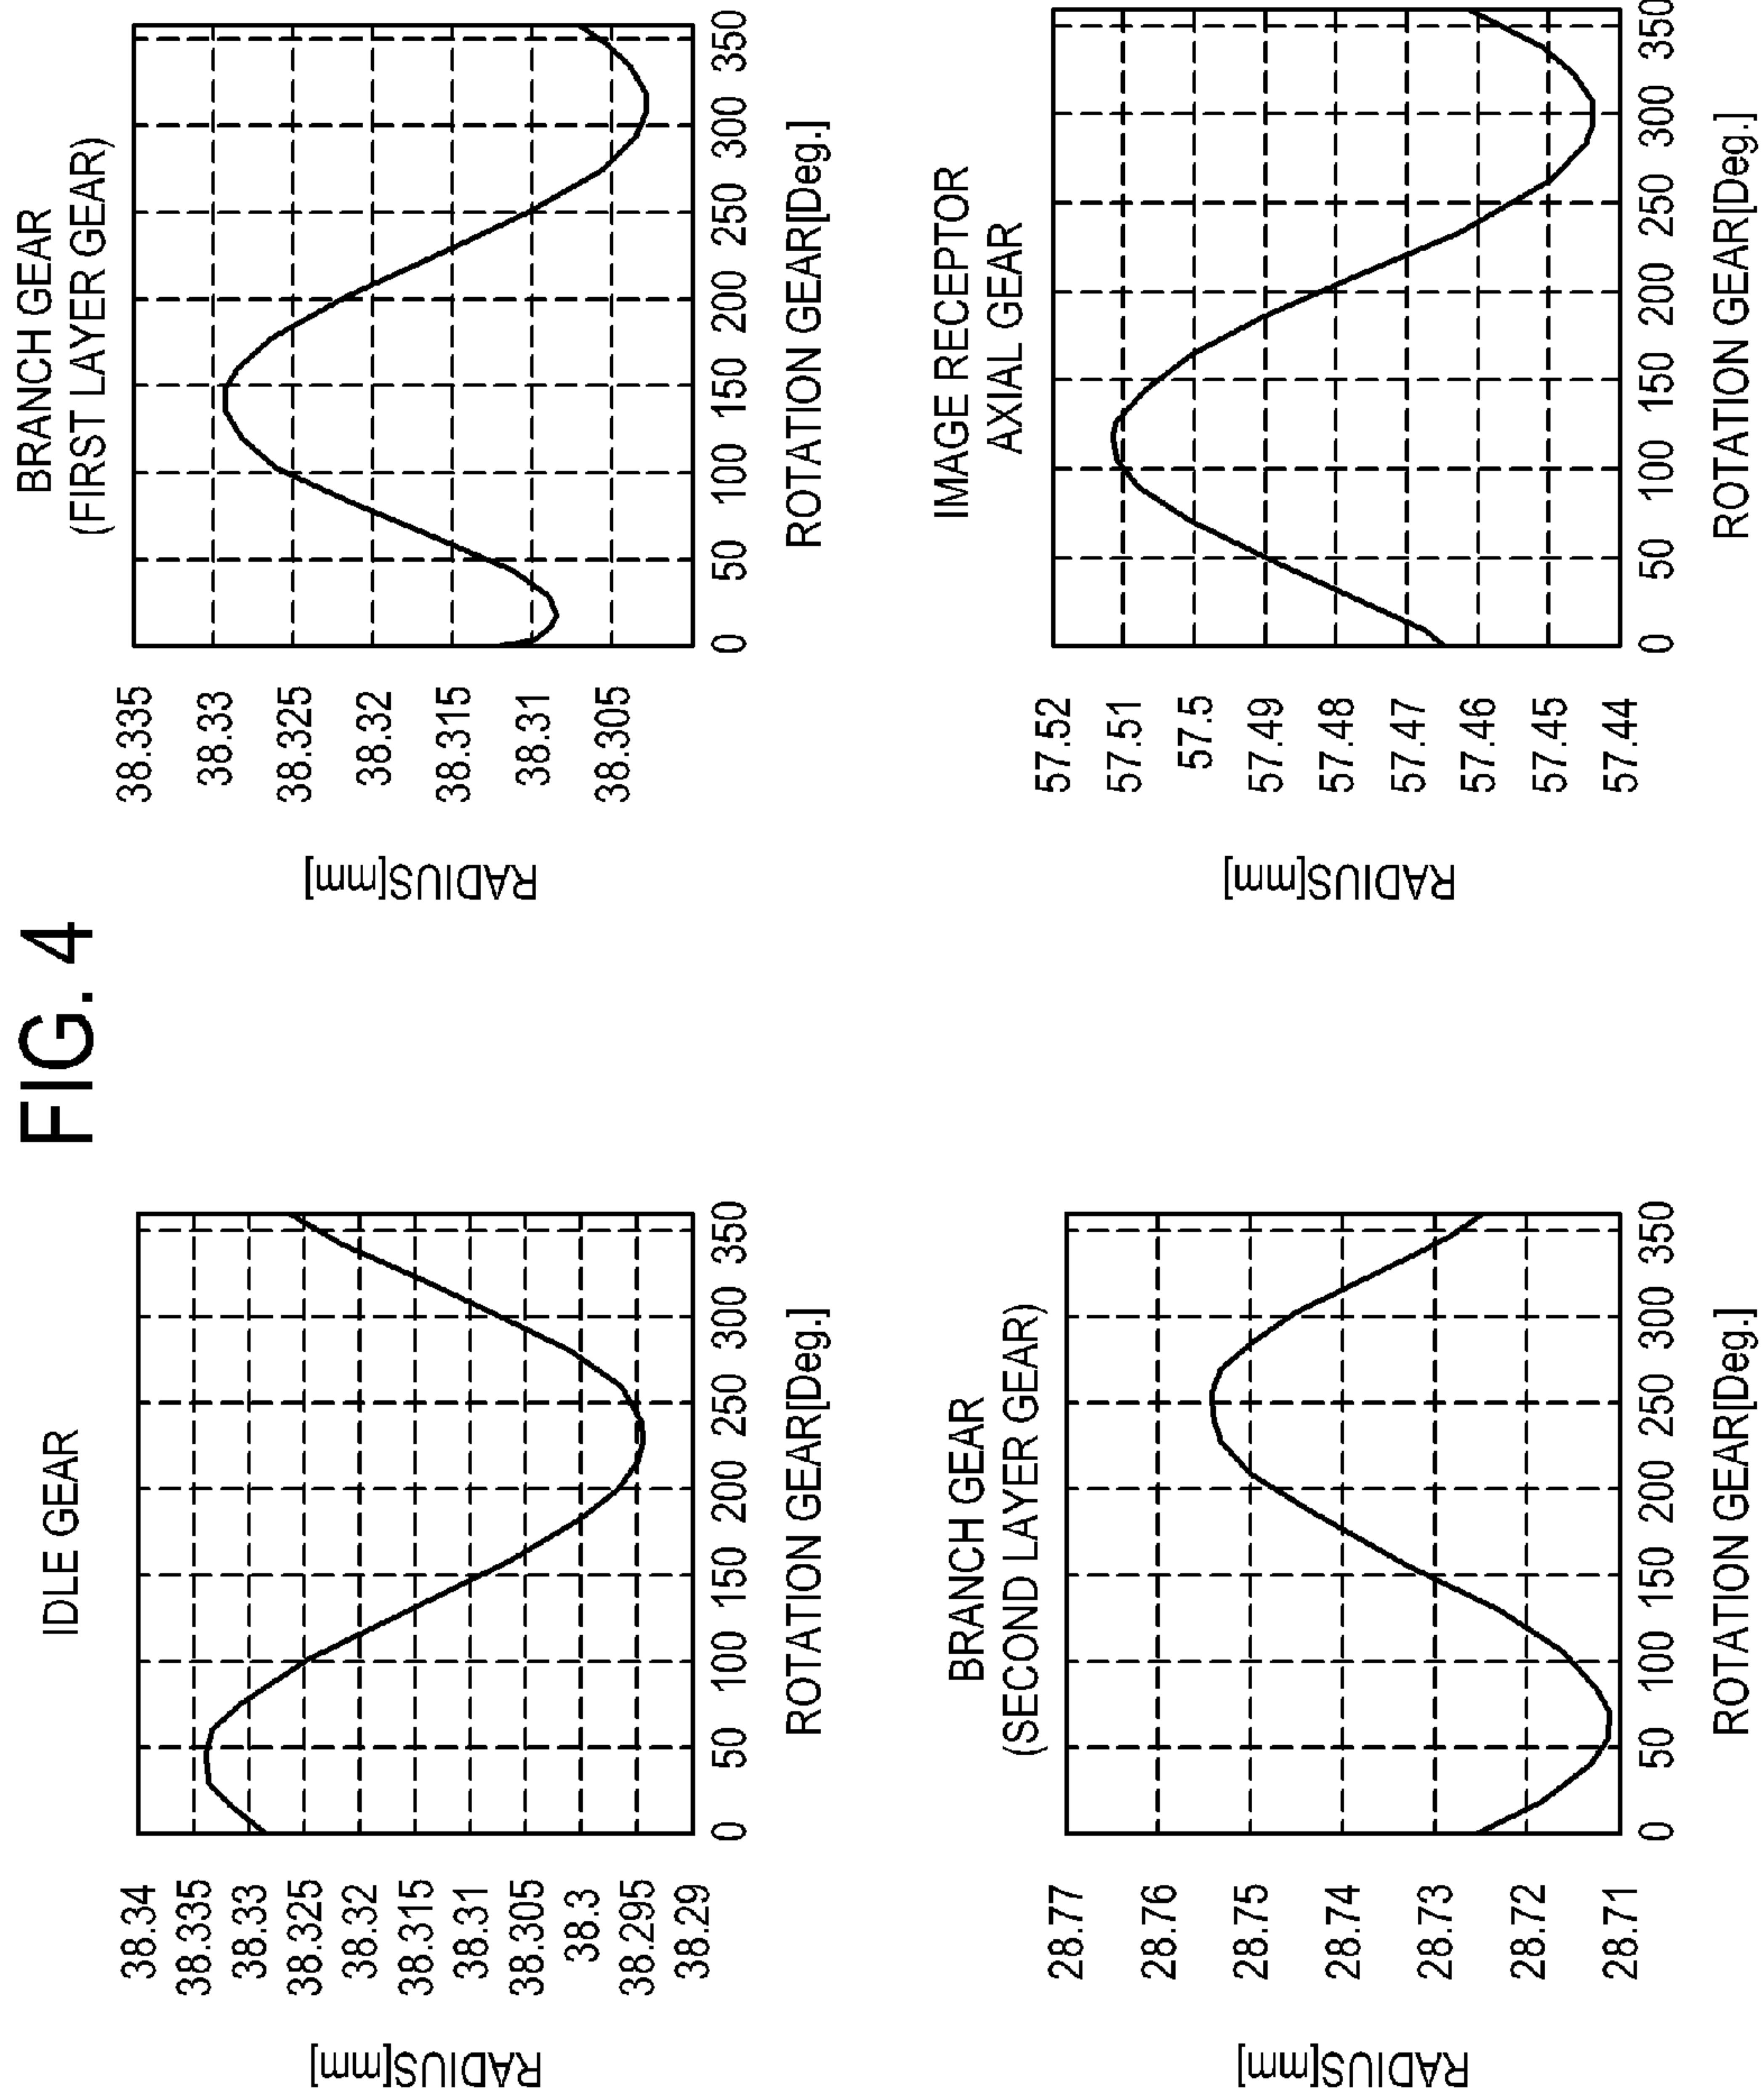 FIG. 4
IDLE GEAR
RADIUS[mm]
38.34
38.335
38.33
38.325
38.32
38.315
38.31
38.305
38.3
38.295
38.29
0 50 100 150 200 250 300 350
ROTATION GEAR[Deg.]
BRANCH GEAR
(FIRST LAYER GEAR)
RADIUS[mm]
38.335
38.33
38.325
38.32
38.315
38.31
38.305
0 50 100 150 200 250 300 350
ROTATION GEAR[Deg.]
BRANCH GEAR
(SECOND LAYER GEAR)
RADIUS[mm]
28.77
28.76
28.75
28.74
28.73
28.72
28.71
0 50 100 150 200 250 300 350
ROTATION GEAR[Deg.]
IMAGE RECEPTOR
AXIAL GEAR
RADIUS[mm]
57.52
57.51
57.5
57.49
57.48
57.47
57.46
57.45
57.44
0 50 100 150 200 250 300 350
ROTATION GEAR[Deg.]